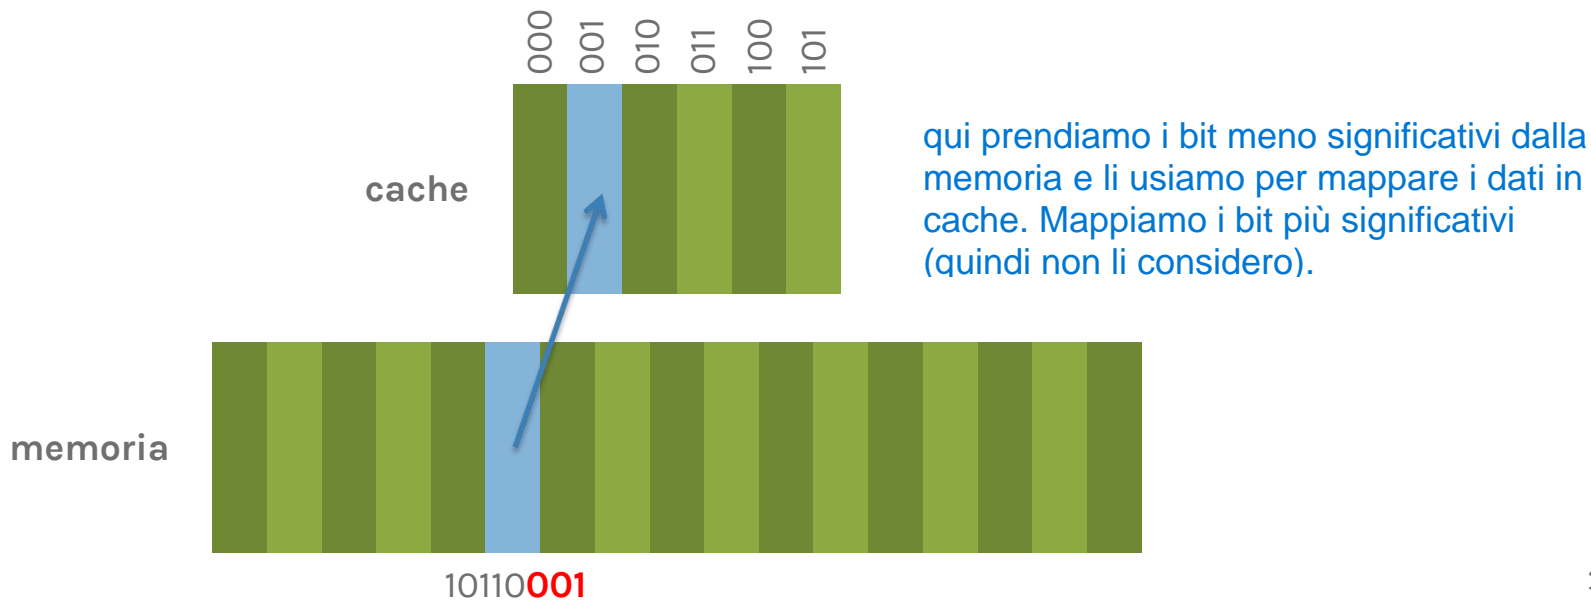 000
001
010
011
100
101
cache
qui prendiamo i bit meno significativi dalla
memoria e li usiamo per mappare i dati in
cache. Mappiamo i bit più significativi
(quindi non li considero).
memoria
10110001